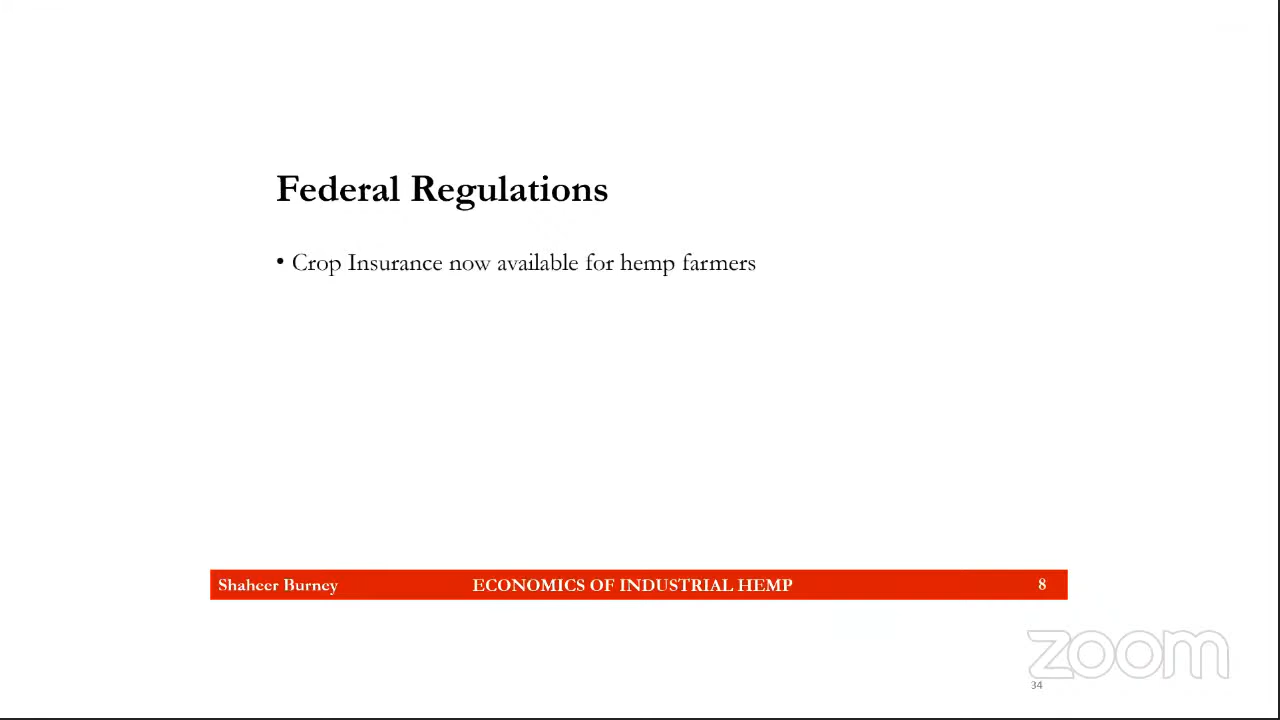 Federal Regulations
• Crop Insurance now available for hemp farmers
Shaheer Burney ECONOMICS OF INDUSTRIAL HEMP 8
zoom
34